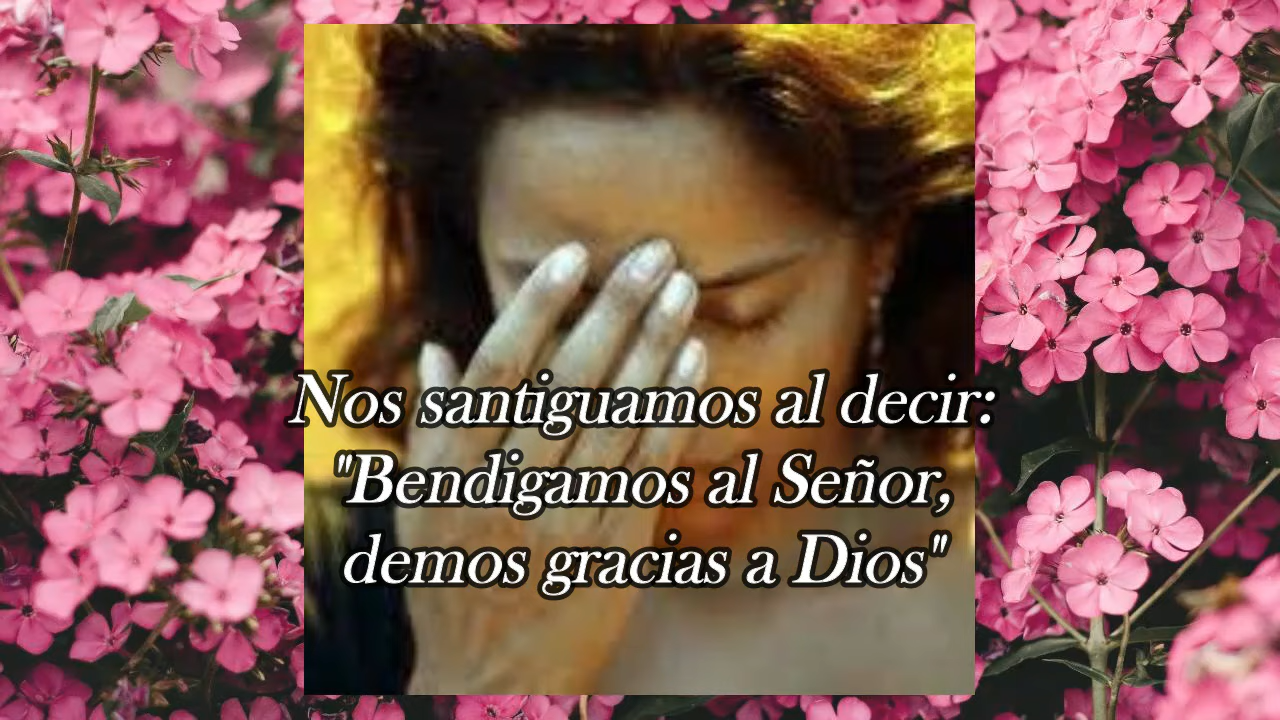 Nos santiguamos al decir:
"Bendigamos al Señor,
demos gracias a Dios"